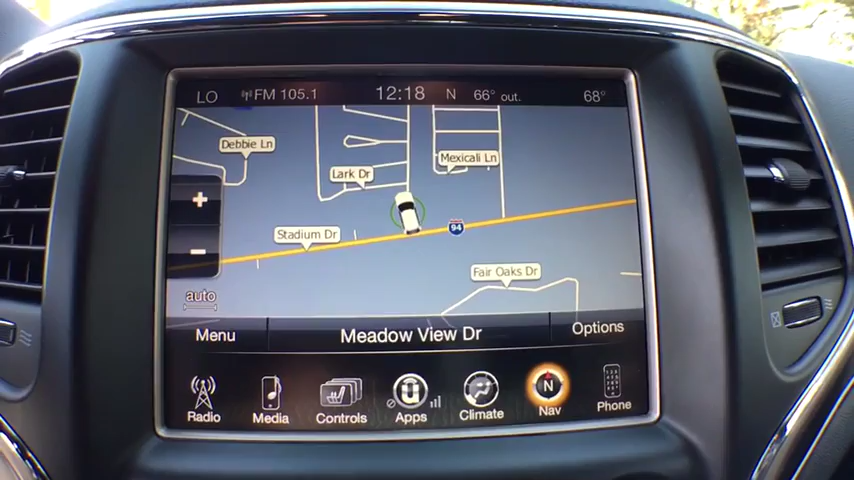 LO FM 105.1 12:18 N 66° out. 68°
Debbie Ln
Lark Dr
Mexicali Ln
+
Stadium Dr
94
-
Fair Oaks Dr
auto
Menu Meadow View Dr Options
N
Radio Media Controls Apps Climate Nav Phone